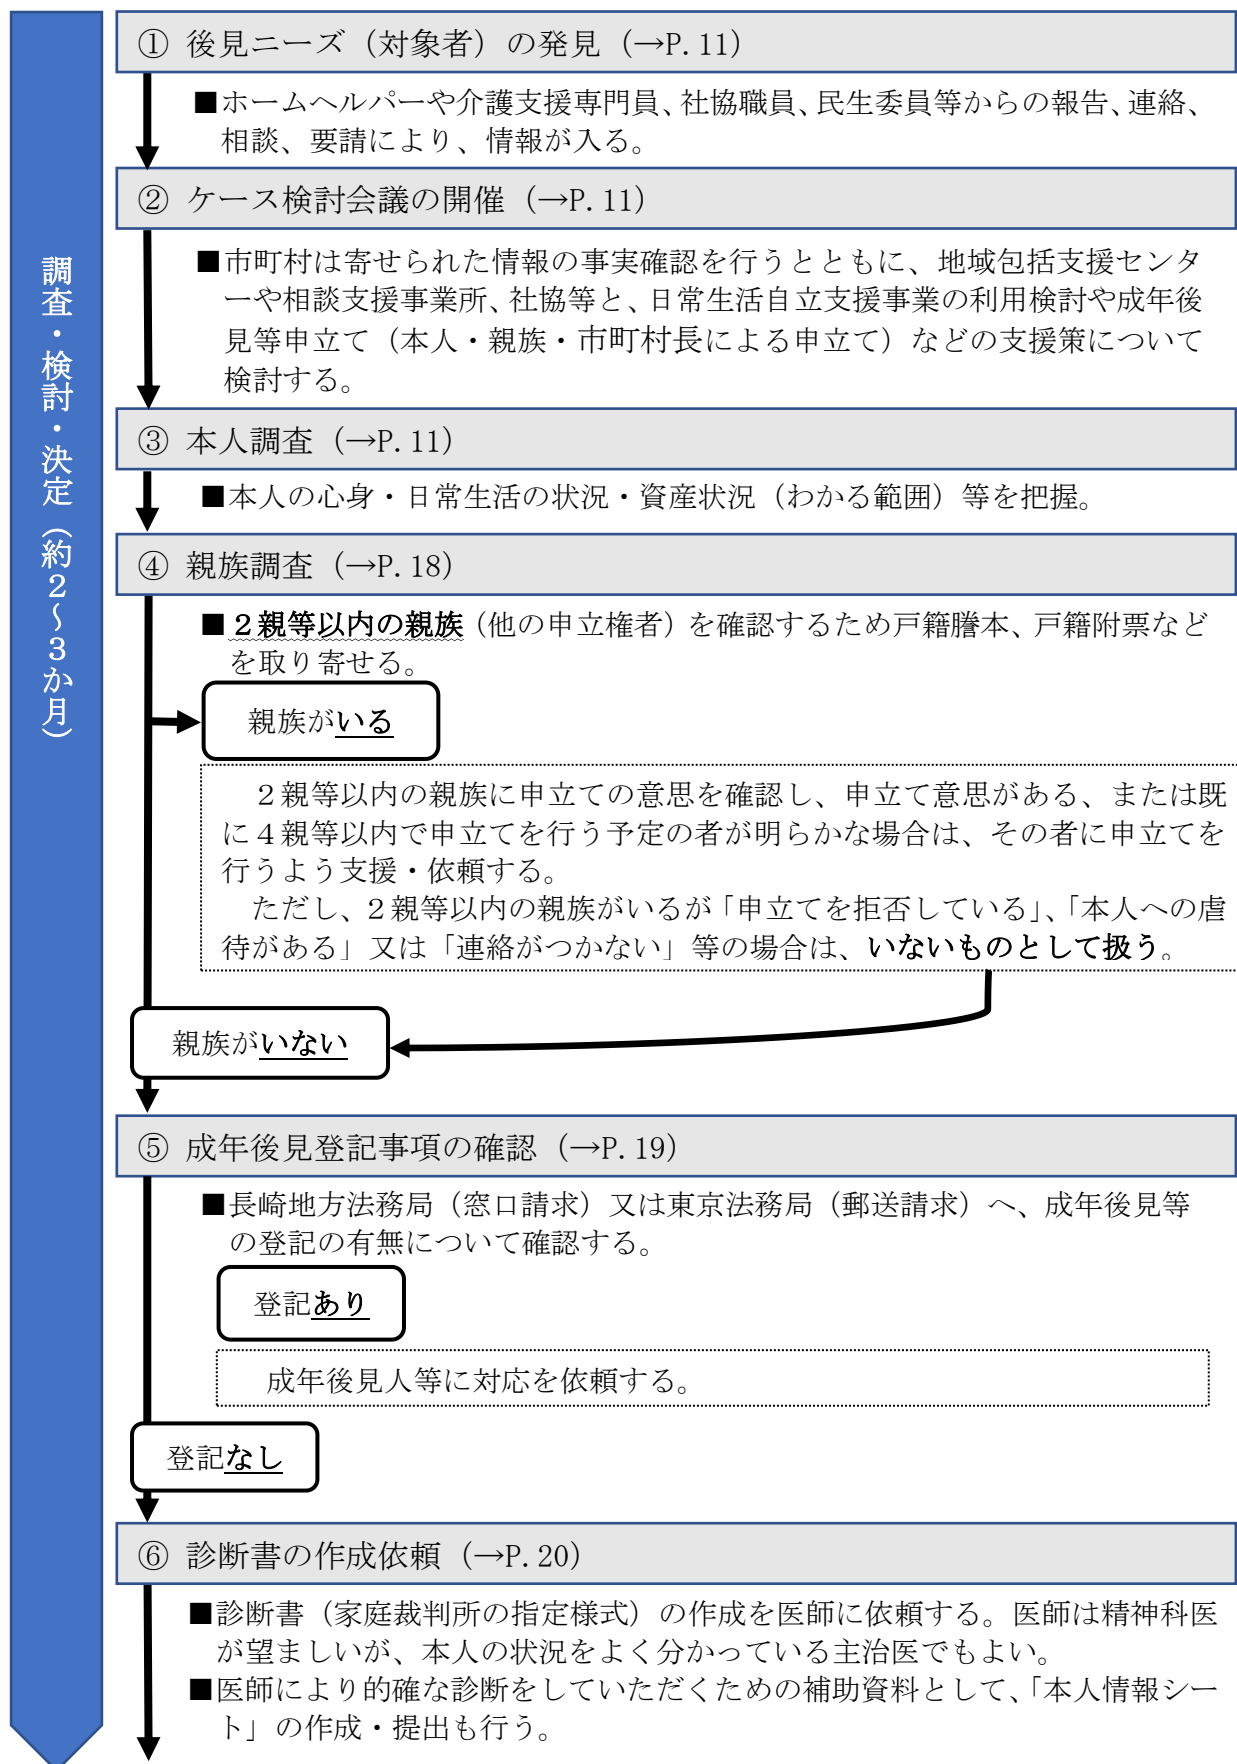 調査・検討・決定（約２～３か月）
① 後見ニーズ（対象者）の発見（→P.11）
■ホームヘルパーや介護支援専門員、社協職員、民生委員等からの報告、連絡、
相談、要請により、情報が入る。
② ケース検討会議の開催（→P.11）
■市町村は寄せられた情報の事実確認を行うとともに、地域包括支援センタ
ーや相談支援事業所、社協等と、日常生活自立支援事業の利用検討や成年後
見等申立て（本人・親族・市町村長による申立て）などの支援策について
検討する。
③ 本人調査（→P.11）
■本人の心身・日常生活の状況・資産状況（わかる範囲）等を把握。
④ 親族調査（→P.18）
■２親等以内の親族（他の申立権者）を確認するため戸籍謄本、戸籍附票など
を取り寄せる。
親族がいる
２親等以内の親族に申立ての意思を確認し、申立て意思がある、または既
に４親等以内で申立てを行う予定の者が明らかな場合は、その者に申立てを
行うよう支援・依頼する。
ただし、２親等以内の親族がいるが「申立てを拒否している」、「本人への虐
待がある」又は「連絡がつかない」等の場合は、いないものとして扱う。
親族がいない
⑤ 成年後見登記事項の確認（→P.19）
■長崎地方法務局（窓口請求）又は東京法務局（郵送請求）へ、成年後見等
の登記の有無について確認する。
登記あり
成年後見人等に対応を依頼する。
登記なし
⑥ 診断書の作成依頼（→P.20）
■診断書（家庭裁判所の指定様式）の作成を医師に依頼する。医師は精神科医
が望ましいが、本人の状況をよく分かっている主治医でもよい。
■医師により的確な診断をしていただくための補助資料として、「本人情報シー
ト」の作成・提出も行う。